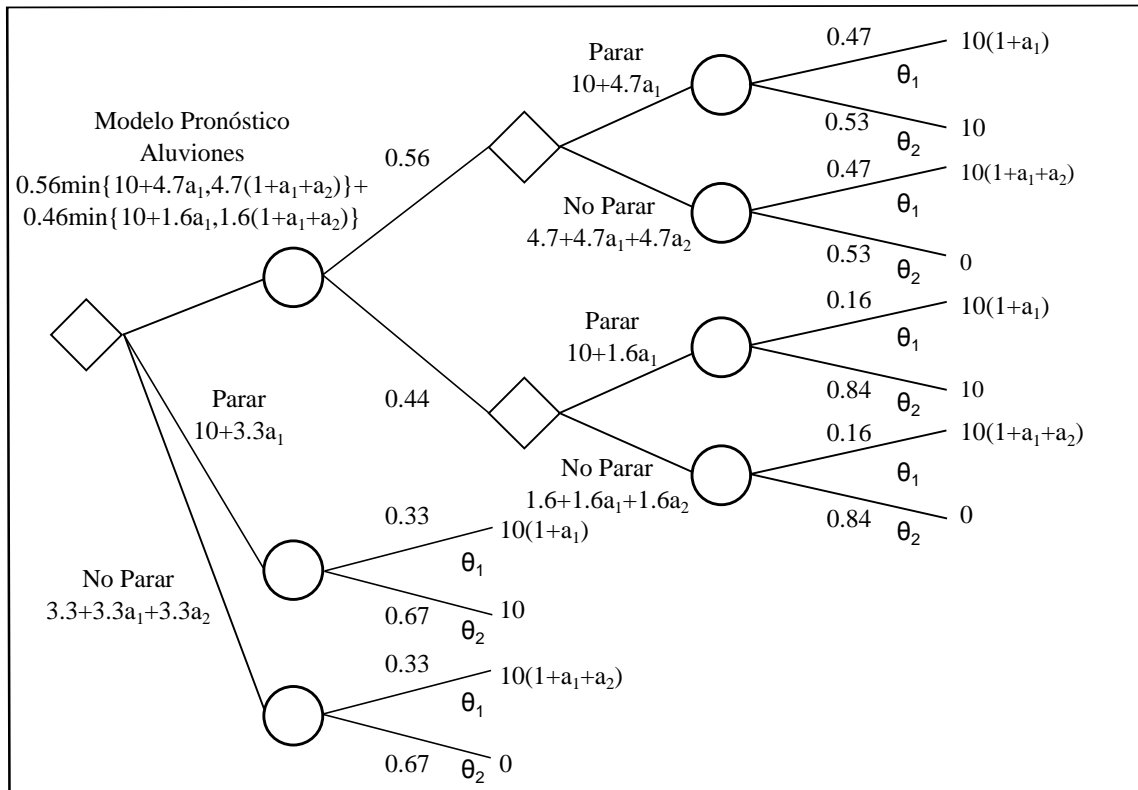 Modelo Pronóstico
Aluviones
0.56min{10+4.7a₁,4.7(1+a₁+a₂)}+
0.46min{10+1.6a₁,1.6(1+a₁+a₂)}
0.56
Parar
10+4.7a₁
0.47
θ₁
10(1+a₁)
0.53
θ₂
10
No Parar
4.7+4.7a₁+4.7a₂
0.47
θ₁
10(1+a₁+a₂)
0.53
θ₂
0
0.44
Parar
10+1.6a₁
0.16
θ₁
10(1+a₁)
0.84
θ₂
10
No Parar
1.6+1.6a₁+1.6a₂
0.16
θ₁
10(1+a₁+a₂)
0.84
θ₂
0
Parar
10+3.3a₁
0.33
θ₁
10(1+a₁)
0.67
θ₂
10
No Parar
3.3+3.3a₁+3.3a₂
0.33
θ₁
10(1+a₁+a₂)
0.67
θ₂
0